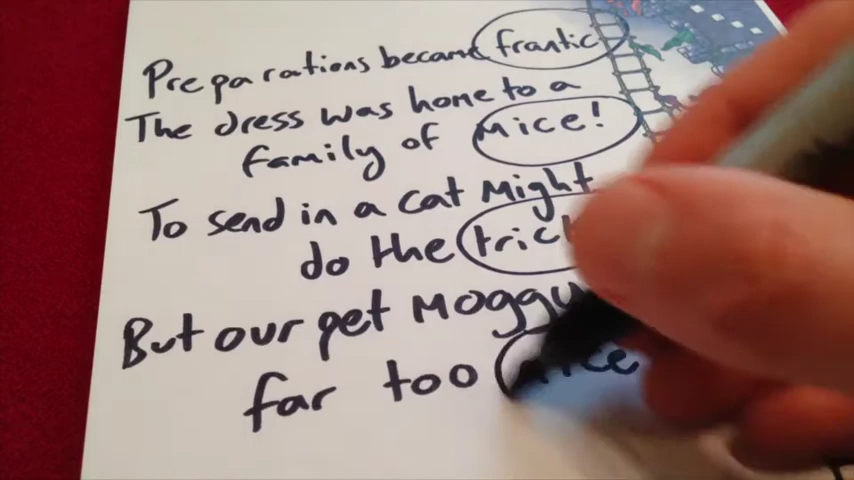 Preparations became frantic
The dress was home to a
family of mice!
To send in a cat might
do the
But our pet moggy
far too